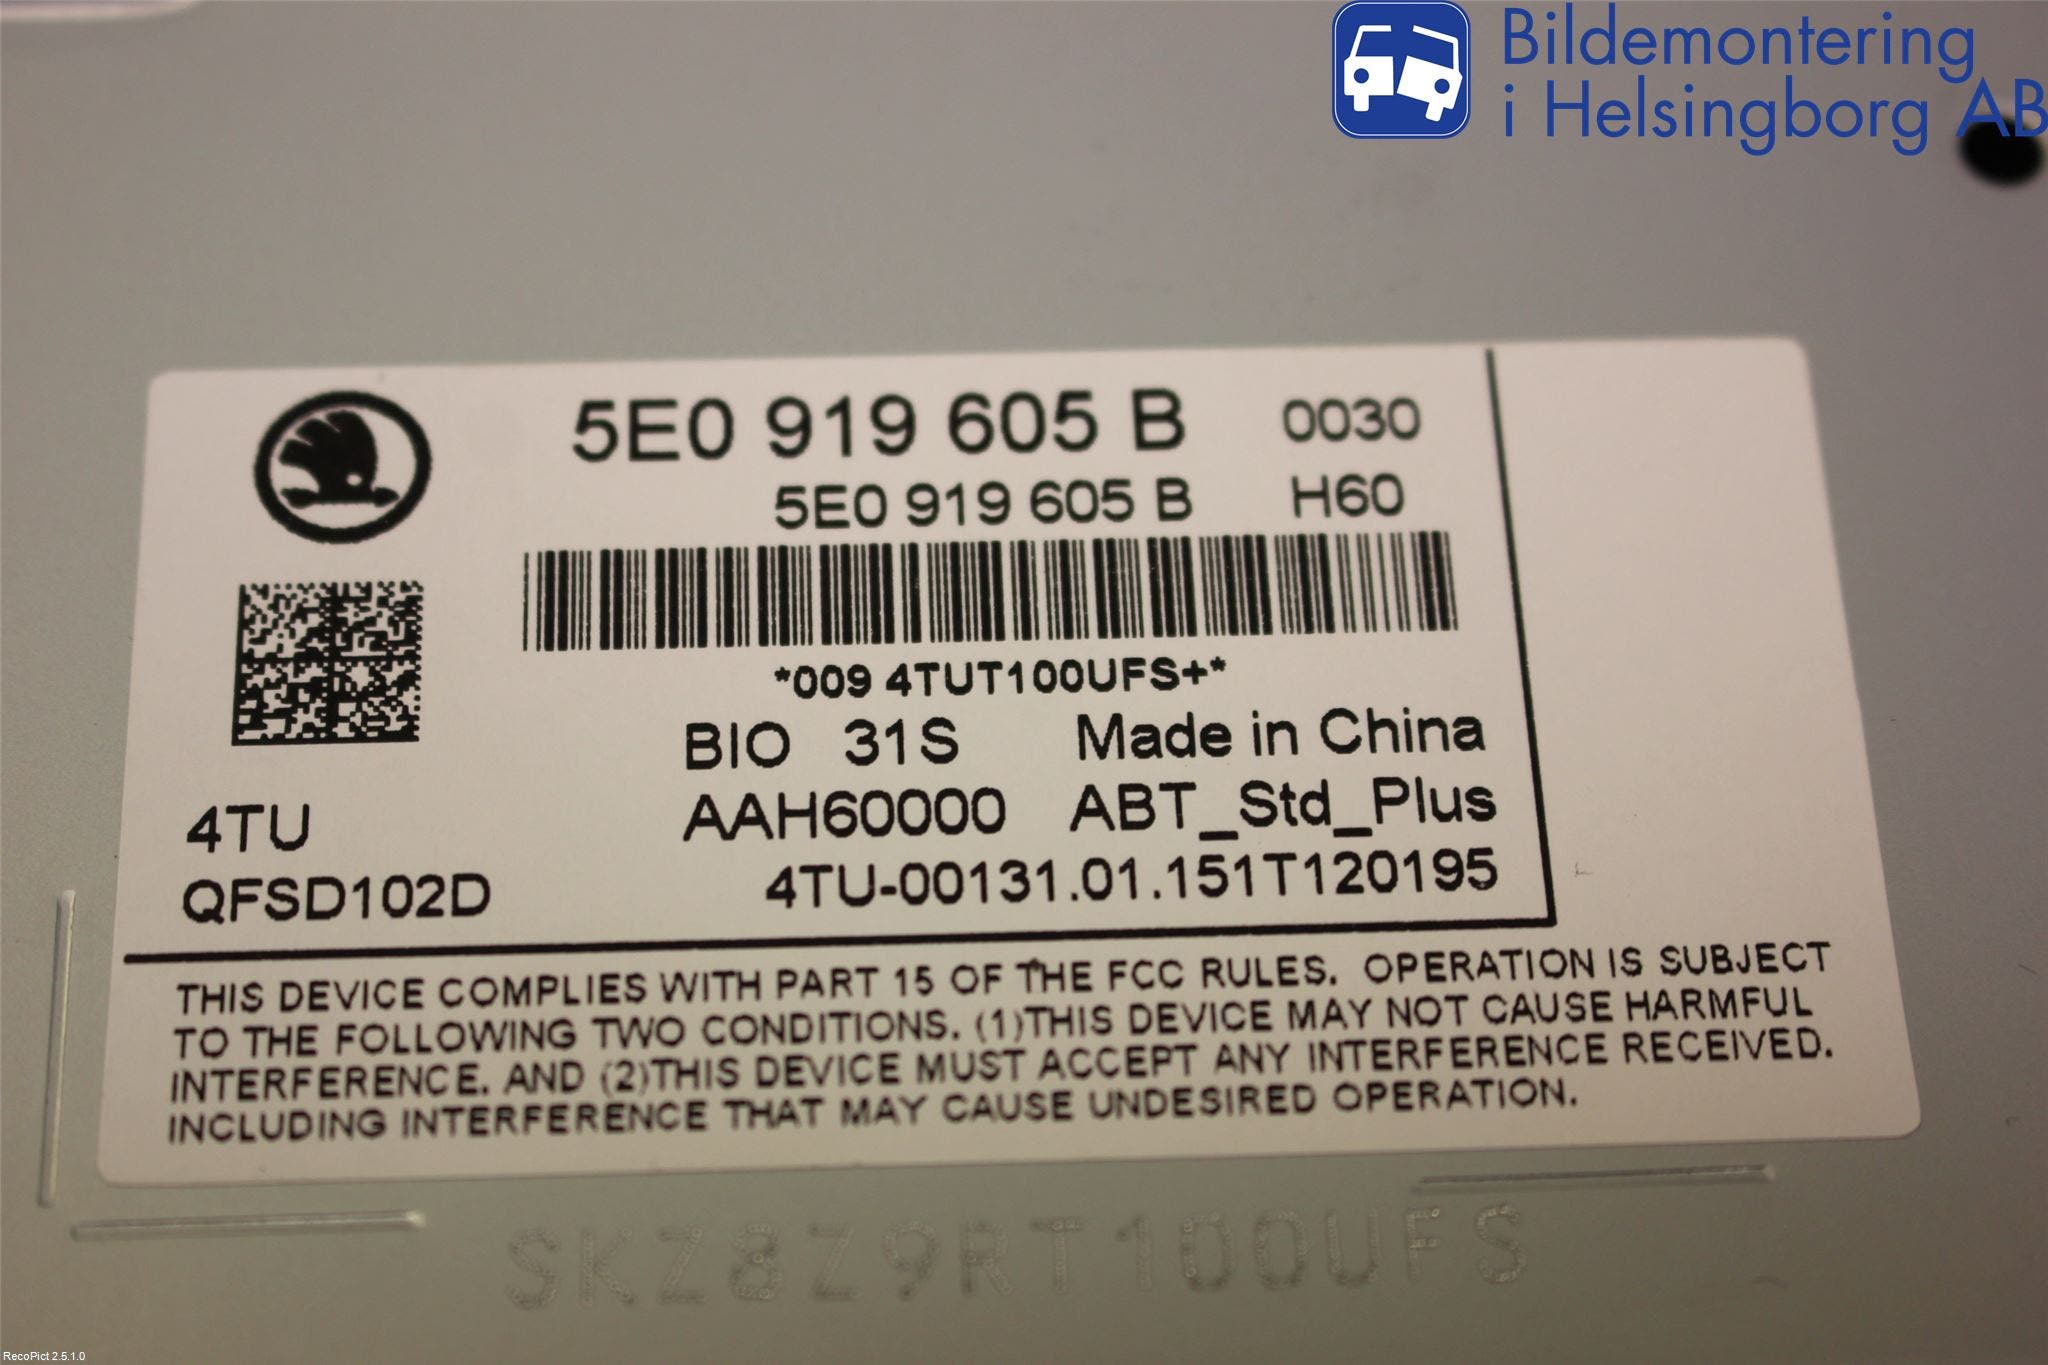 Bildemontering
i Helsingborg AB
5E0 919 605 B 0030
5E0 919 605 B H60
*009 4TUT100UFS+*
BIO 31S Made in China
4TU AAH60000 ABT_Std_Plus
QFSD102D 4TU-00131.01.151T120195
THIS DEVICE COMPLIES WITH PART 15 OF THE FCC RULES. OPERATION IS SUBJECT
TO THE FOLLOWING TWO CONDITIONS. (1)THIS DEVICE MAY NOT CAUSE HARMFUL
INTERFERENCE. AND (2)THIS DEVICE MUST ACCEPT ANY INTERFERENCE RECEIVED.
INCLUDING INTERFERENCE THAT MAY CAUSE UNDESIRED OPERATION.
SKZ8Z9RT100UFS
RecoPict 2.5.1.0